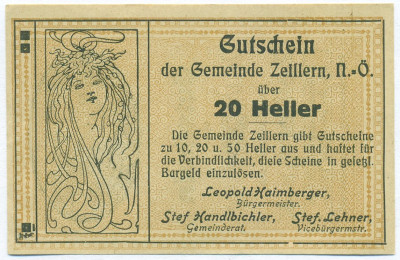 Gutschein
der Gemeinde Zeillern, N.-Ö.
über
20 Heller
Die Gemeinde Zeillern gibt Gutscheine
zu 10, 20 u. 50 Heller aus und haftet für
die Verbindlichkeit, diese Scheine in gesetzl.
Bargeld einzulösen.
Leopold Haimberger,
Bürgermeister.
Stef Handlbichler, Stef. Lehner,
Gemeinderat. Vicebürgermstr.